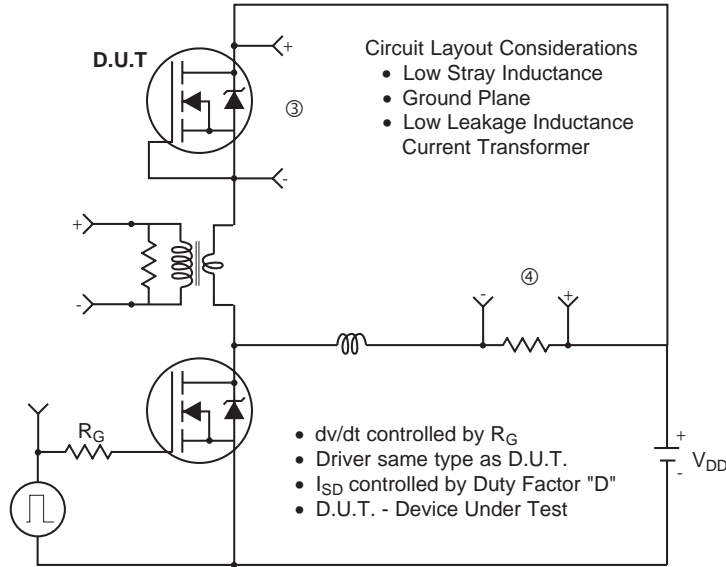 D.U.T
+
-
③
Circuit Layout Considerations
• Low Stray Inductance
• Ground Plane
• Low Leakage Inductance
Current Transformer
+
-
④
-
+
R_G
• dv/dt controlled by R_G
• Driver same type as D.U.T.
• I_SD controlled by Duty Factor "D"
• D.U.T. - Device Under Test
+
-
V_DD